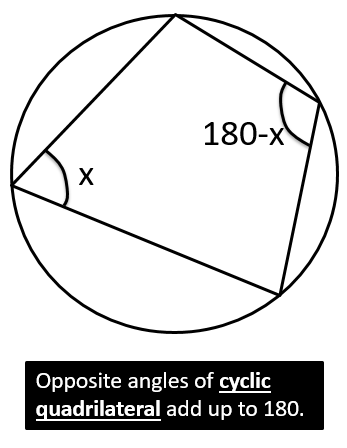 180-x
x
Opposite angles of cyclic
quadrilateral add up to 180.